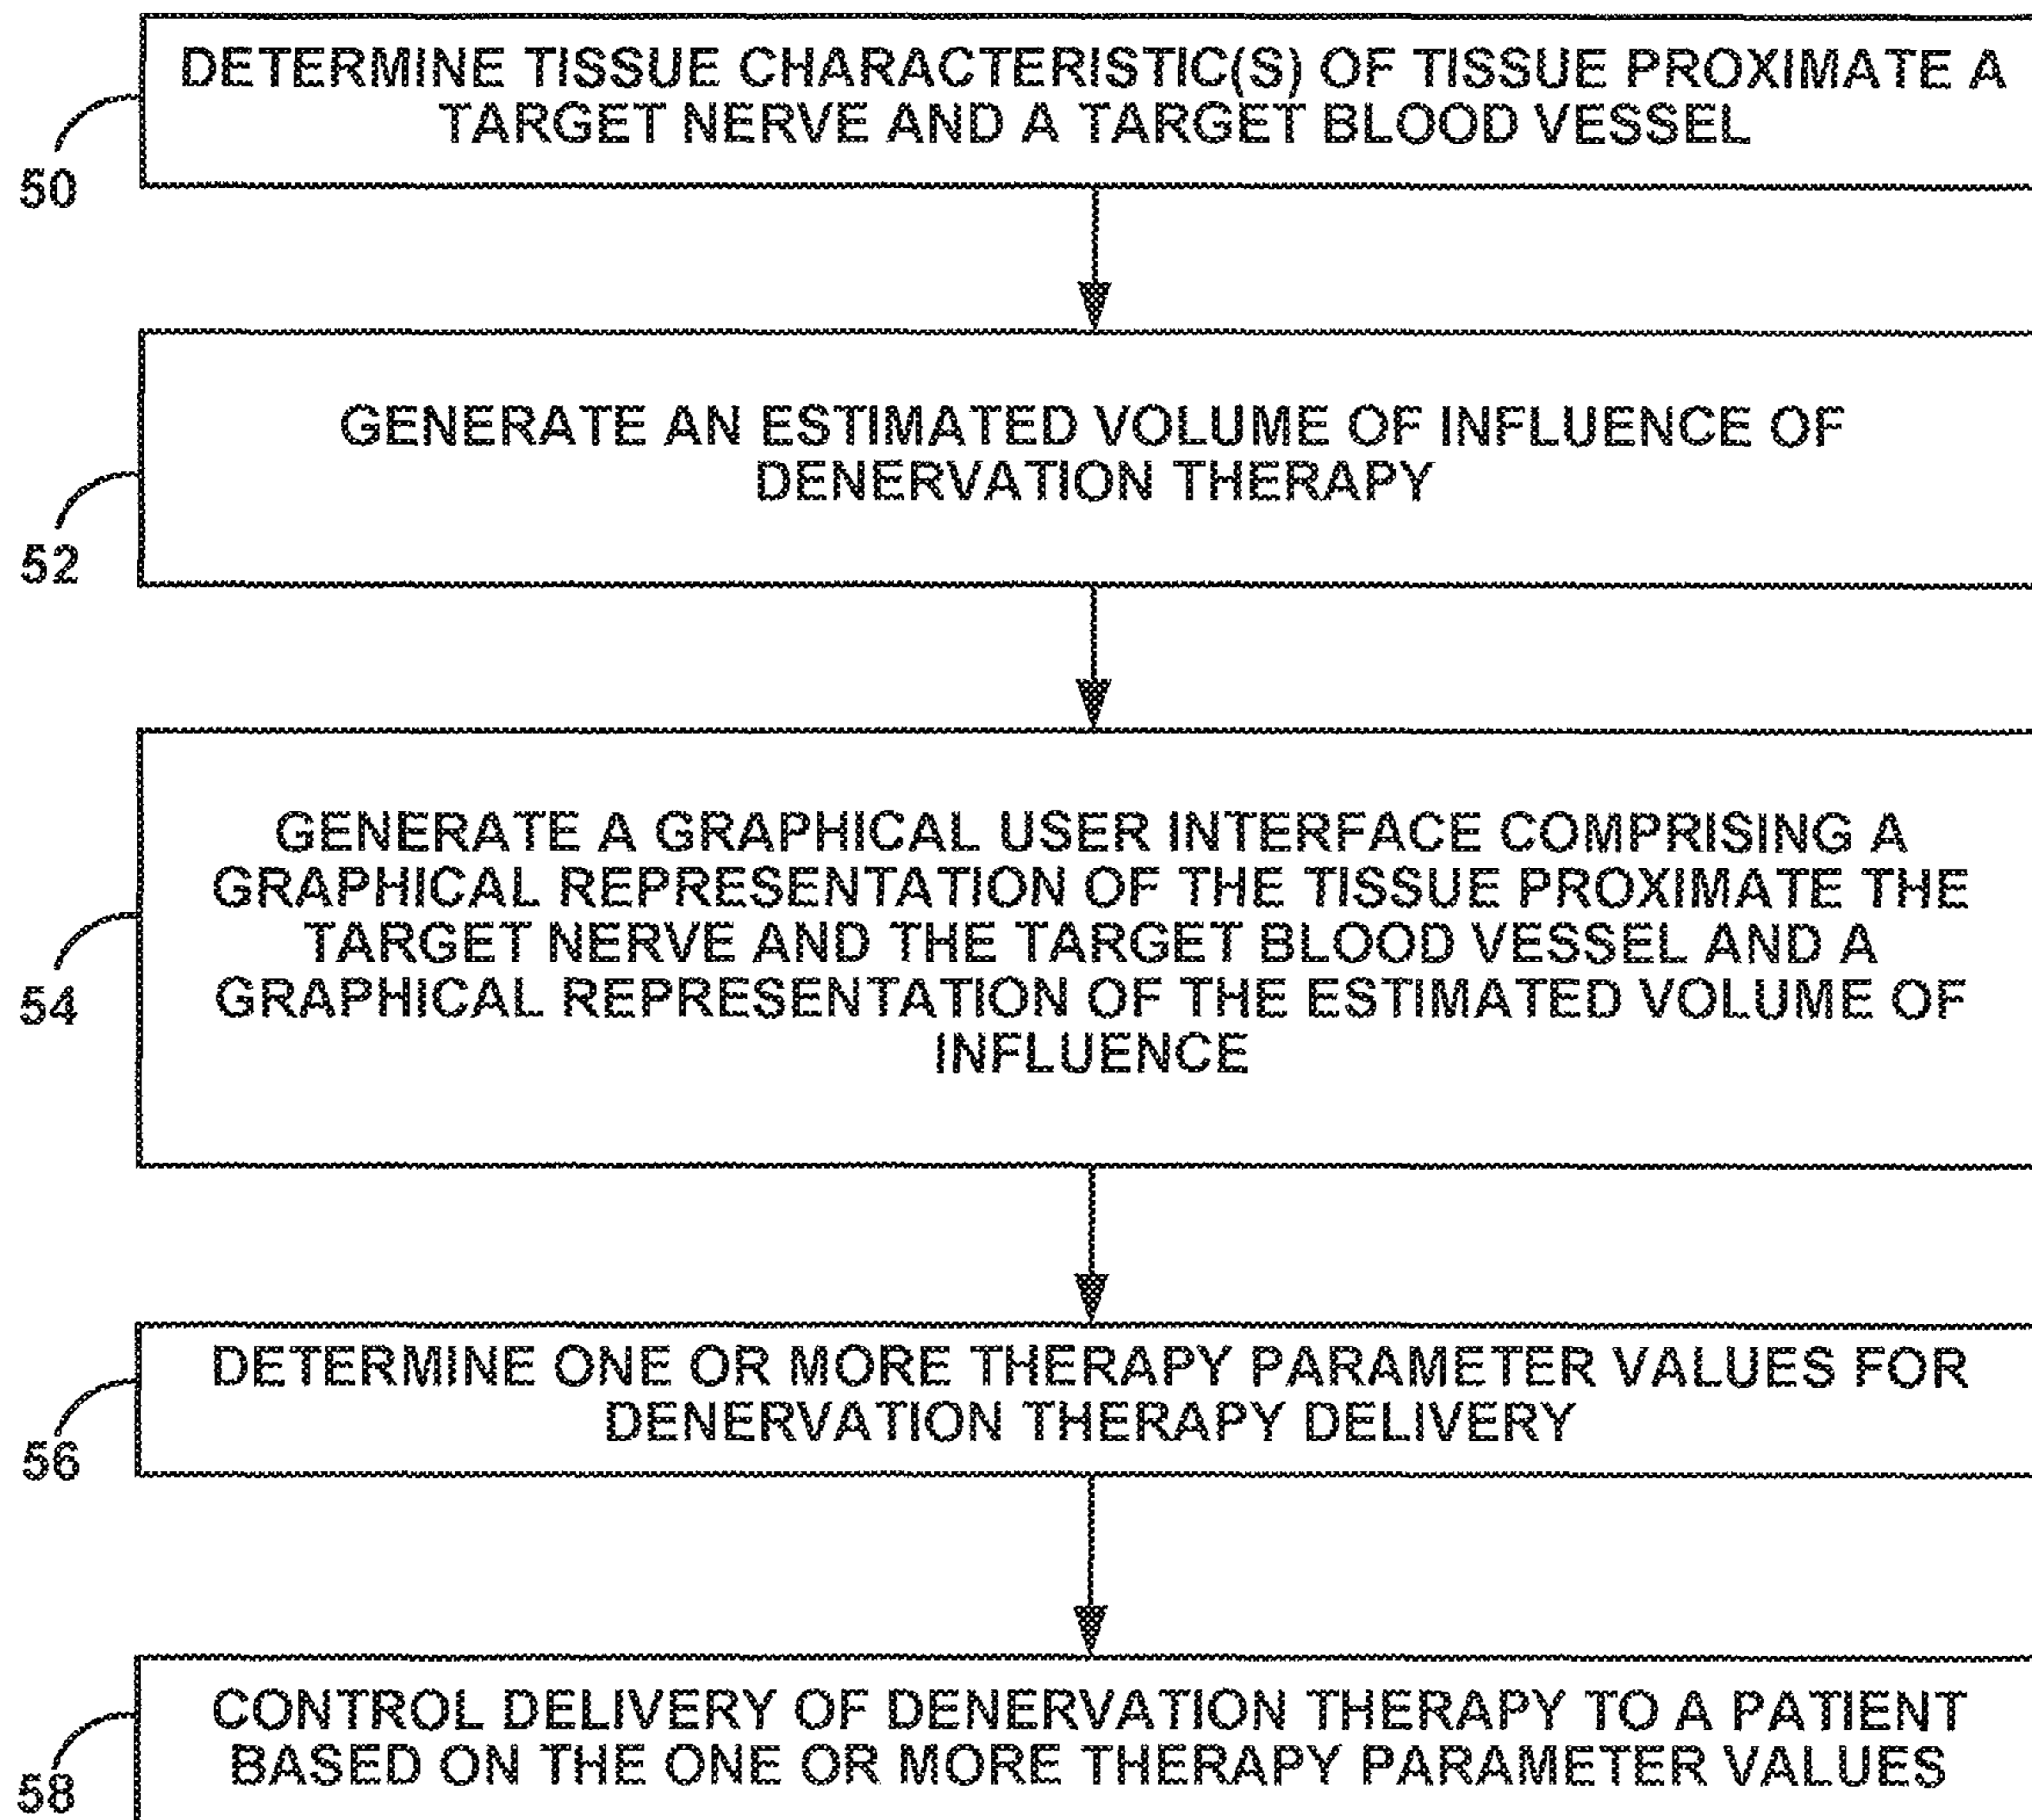 DETERMINE TISSUE CHARACTERISTIC(S) OF TISSUE PROXIMATE A
TARGET NERVE AND A TARGET BLOOD VESSEL
50
GENERATE AN ESTIMATED VOLUME OF INFLUENCE OF
DENERVATION THERAPY
52
GENERATE A GRAPHICAL USER INTERFACE COMPRISING A
GRAPHICAL REPRESENTATION OF THE TISSUE PROXIMATE THE
TARGET NERVE AND THE TARGET BLOOD VESSEL AND A
GRAPHICAL REPRESENTATION OF THE ESTIMATED VOLUME OF
INFLUENCE
54
DETERMINE ONE OR MORE THERAPY PARAMETER VALUES FOR
DENERVATION THERAPY DELIVERY
56
CONTROL DELIVERY OF DENERVATION THERAPY TO A PATIENT
BASED ON THE ONE OR MORE THERAPY PARAMETER VALUES
58